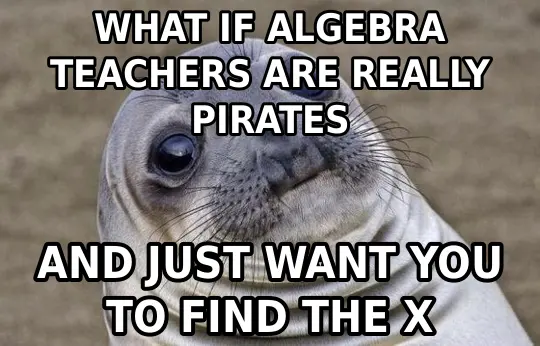 WHAT IF ALGEBRA
TEACHERS ARE REALLY
PIRATES
AND JUST WANT YOU
TO FIND THE X